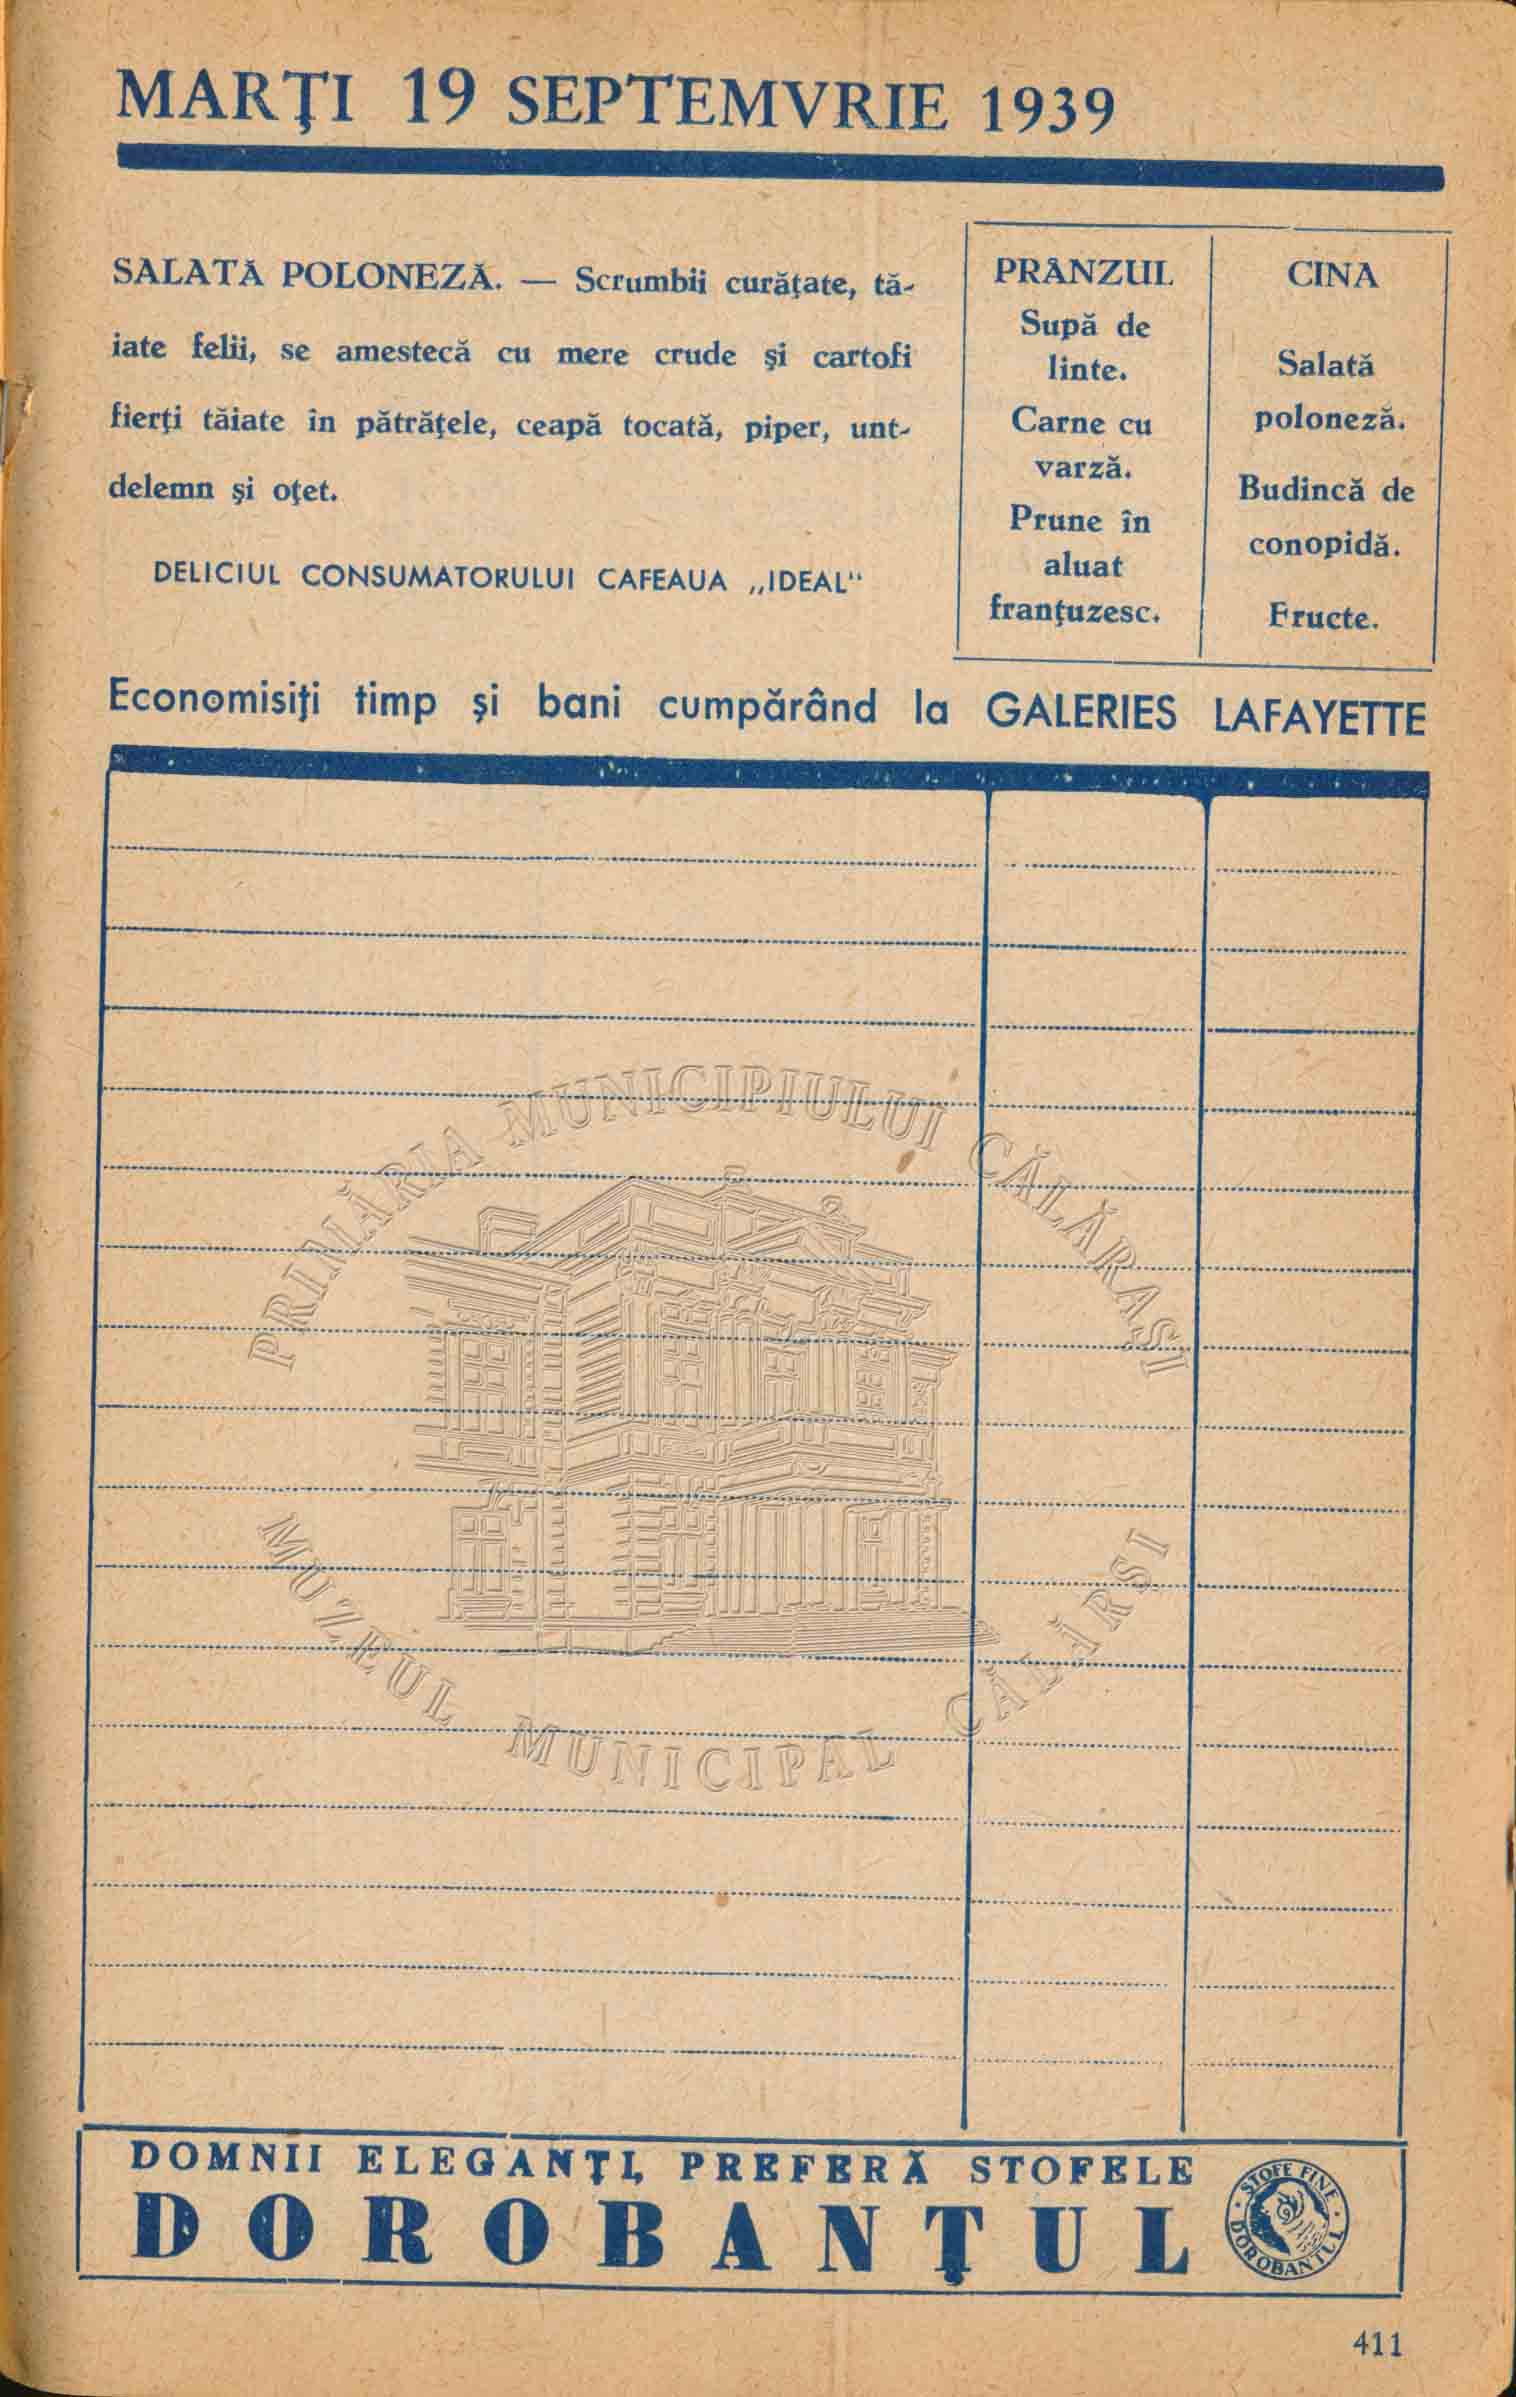 MARŢI 19 SEPTEMVRIE 1939
SALATĂ POLONEZĂ. — Scrumbii curăţate, tă-
iate felii, se amestecă cu mere crude şi cartofi
fierţi tăiate în pătrăţele, ceapă tocată, piper, unt-
delemn şi oţet.
DELICIUL CONSUMATORULUI CAFEAUA „IDEAL"
PRÂNZUL
Supă de
linte.
Carne cu
varză.
Prune în
aluat
franţuzesc.
CINA
Salată
poloneză.
Budincă de
conopidă.
Fructe.
Economisiţi timp şi bani cumpărând la GALERIES LAFAYETTE
PRIMĂRIA MUNICIPIULUI CĂLĂRAŞI
MUZEUL MUNICIPAL CĂLĂRSI
DOMNII ELEGANŢI, PREFERĂ STOFELE
DOROBANŢUL
STOFE FINE
DOROBANŢUL
411